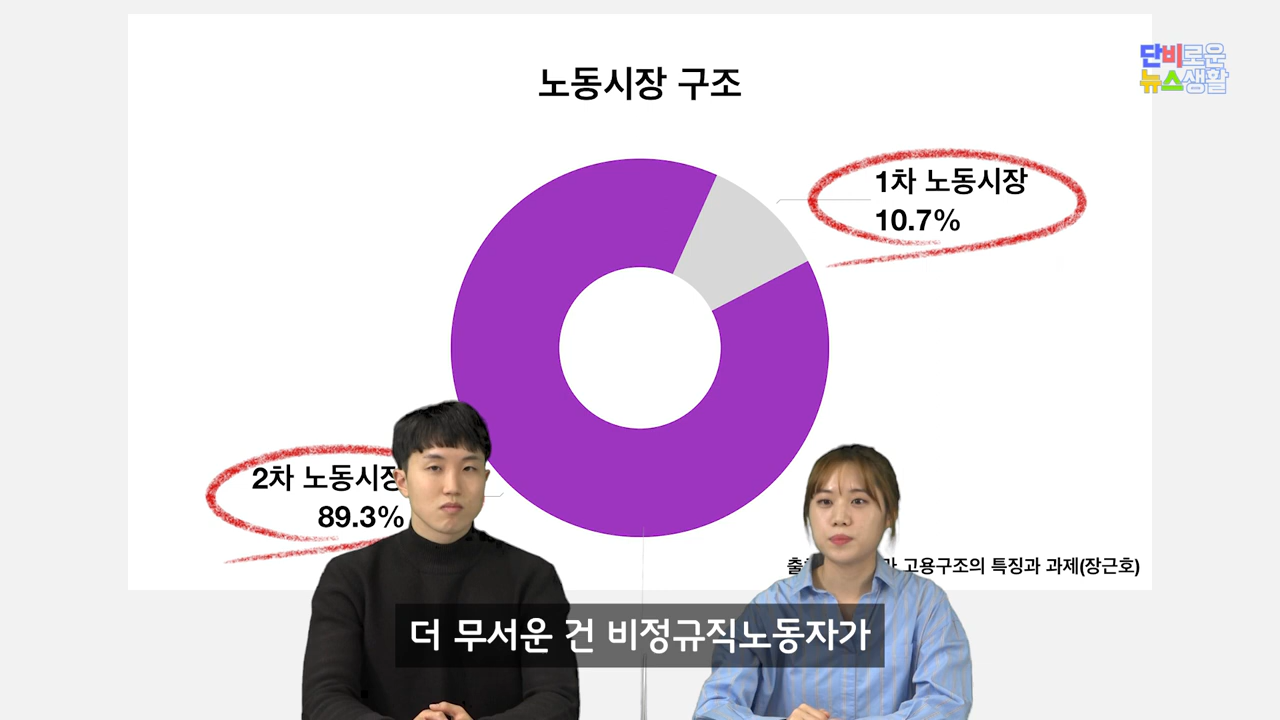 노동시장 구조
단비로운
뉴스생활
1차 노동시장
10.7%
2차 노동시장
89.3%
고용구조의 특징과 과제(장근호)
더 무서운 건 비정규직노동자가